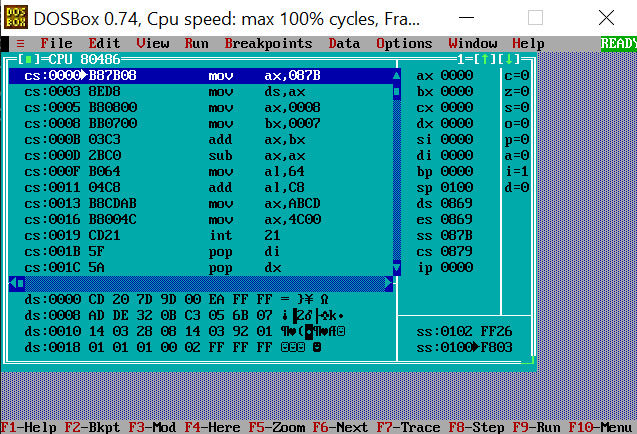 DOS BOX DOSBox 0.74, Cpu speed: max 100% cycles, Fra...
≡ File Edit View Run Breakpoints Data Options Window Help READY
[■]=CPU 80486 1=[↑][↓]
cs:0000►B87B08 mov ax,087B ax 0000 c=0
cs:0003 8ED8 mov ds,ax bx 0000 z=0
cs:0005 B80800 mov ax,0008 cx 0000 s=0
cs:0008 BB0700 mov bx,0007 dx 0000 o=0
cs:000B 03C3 add ax,bx si 0000 p=0
cs:000D 2BC0 sub ax,ax di 0000 a=0
cs:000F B064 mov al,64 bp 0000 i=1
cs:0011 04C8 add al,C8 sp 0100 d=0
cs:0013 B8CDAB mov ax,ABCD ds 0869
cs:0016 B8004C mov ax,4C00 es 0869
cs:0019 CD21 int 21 ss 087B
cs:001B 5F pop di cs 0879
cs:001C 5A pop dx ip 0000
ds:0000 CD 20 7D 9D 00 EA FF FF = }¥ Ω
ds:0008 AD DE 32 0B C3 05 6B 07
ds:0010 14 03 28 08 14 03 92 01 ss:0102 FF26
ds:0018 01 01 01 00 02 FF FF FF ss:0100►F803
F1-Help F2-Bkpt F3-Mod F4-Here F5-Zoom F6-Next F7-Trace F8-Step F9-Run F10-Menu